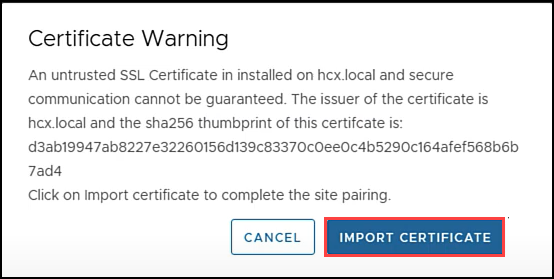 Certificate Warning
An untrusted SSL Certificate in installed on hcx.local and secure
communication cannot be guaranteed. The issuer of the certificate is
hcx.local and the sha256 thumbprint of this certifcate is:
d3ab19947ab8227e32260156d139c83370c0ee0c4b5290c164afef568b6b
7ad4
Click on Import certificate to complete the site pairing.
CANCEL
IMPORT CERTIFICATE